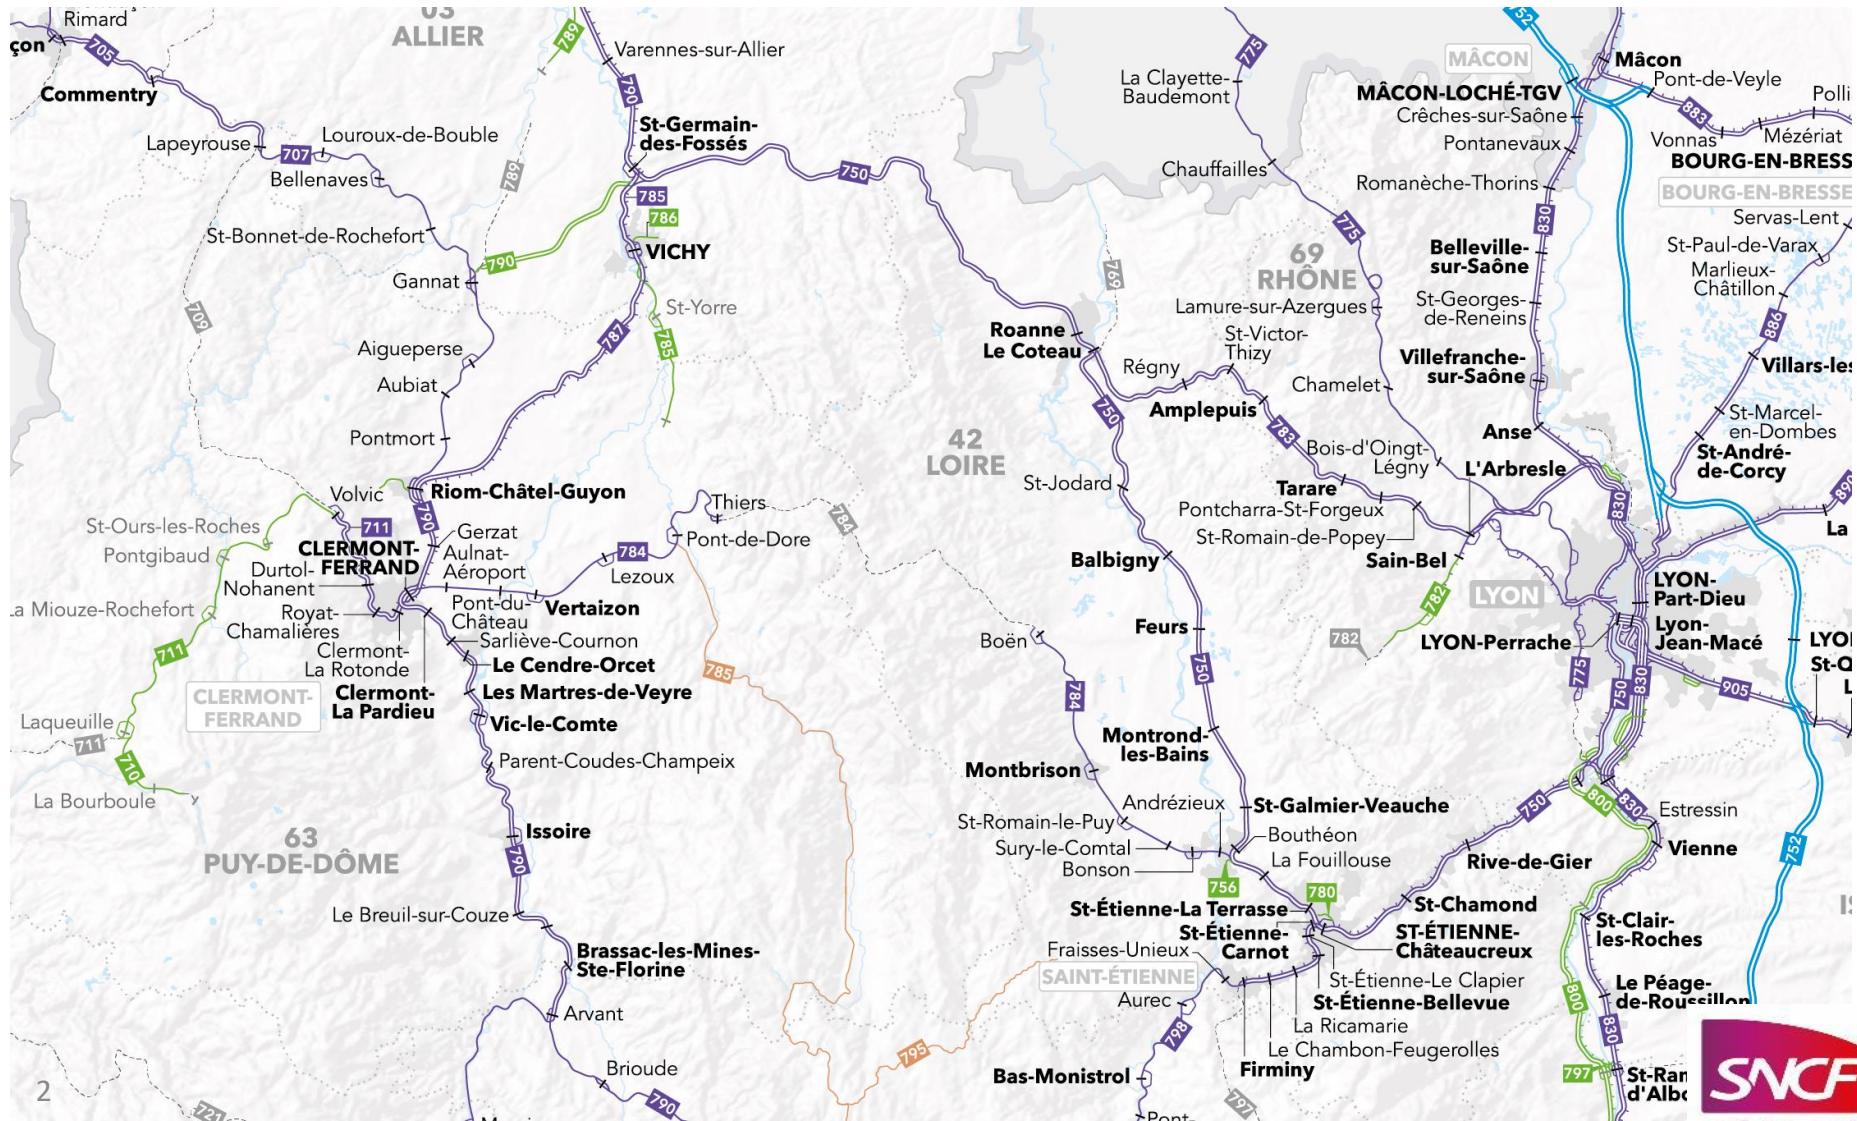 Rimard
çon
705
Commentry
03
ALLIER
789
Varennes-sur-Allier
790
Lapeyrouse
Louroux-de-Bouble
707
Bellenaves
789
St-Germain-
des-Fossés
750
785
786
VICHY
St-Bonnet-de-Rochefort
Gannat
790
709
St-Yorre
787
785
Aigueperse
Aubiat
Pontmort
Volvic
Riom-Châtel-Guyon
790
711
St-Ours-les-Roches
Pontgibaud
CLERMONT-
FERRAND
Gerzat
Aulnat-
Aéroport
Durtol-
Nohanent
La Miouze-Rochefort
Royat-
Chamalières
Pont-du-
Château
Vertaizon
Lezoux
784
Thiers
Pont-de-Dore
784
Clermont-
La Rotonde
Sarliève-Cournon
Le Cendre-Orcet
Clermont-
La Pardieu
Les Martres-de-Veyre
Vic-le-Comte
711
CLERMONT-
FERRAND
Laqueuille
711
710
La Bourboule
785
Parent-Coudes-Champeix
63
PUY-DE-DÔME
Issoire
790
Le Breuil-sur-Couze
Brassac-les-Mines-
Ste-Florine
Arvant
Brioude
790
721
2
795
775
La Clayette-
Baudemont
Chauffailles
775
69
RHÔNE
Lamure-sur-Azergues
769
Roanne
Le Coteau
St-Victor-
Thizy
Régny
Amplepuis
Chamelet
750
783
42
LOIRE
Bois-d'Oingt-
Légny
L'Arbresle
Tarare
Pontcharra-St-Forgeux
St-Romain-de-Popey
Sain-Bel
782
782
St-Jodard
Balbigny
Feurs
750
Boën
784
Montrond-
les-Bains
Montbrison
Andrézieux
St-Galmier-Veauche
St-Romain-le-Puy
Bouthéon
Sury-le-Comtal
La Fouillouse
Bonson
756
780
St-Étienne-La Terrasse
St-Étienne-
Carnot
Fraisses-Unieux
SAINT-ÉTIENNE
ST-ÉTIENNE-
Châteaucreux
St-Étienne-Le Clapier
St-Étienne-Bellevue
Aurec
798
La Ricamarie
Le Chambon-Feugerolles
Firminy
Bas-Monistrol
797
Pont-
St-Chamond
Rive-de-Gier
750
752
MÂCON
Mâcon
MÂCON-LOCHÉ-TGV
Pont-de-Veyle
Crêches-sur-Saône
883
Polli
Vonnas
Mézériat
Pontanevaux
BOURG-EN-BRESS
BOURG-EN-BRESSE
Romanèche-Thorins
830
Servas-Lent
Belleville-
sur-Saône
St-Paul-de-Varax
Marlieux-
Châtillon
St-Georges-
de-Reneins
886
Villefranche-
sur-Saône
Villars-les
Anse
St-Marcel-
en-Dombes
St-André-
de-Corcy
830
890
La
LYON
LYON-
Part-Dieu
LYON-Perrache
Lyon-
Jean-Macé
LYO
St-Q
L
775
750
830
905
800
830
Estressin
Vienne
752
St-Clair-
les-Roches
Le Péage-
de-Roussillon
800
830
797
St-Ran
d'Albo
IS
SNCF